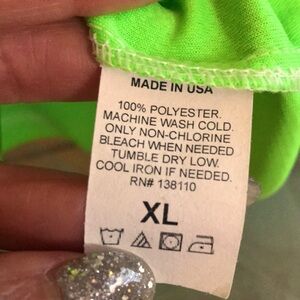 MADE IN USA
100% POLYESTER.
MACHINE WASH COLD.
ONLY NON-CHLORINE
BLEACH WHEN NEEDED
TUMBLE DRY LOW.
COOL IRON IF NEEDED.
RN# 138110
XL